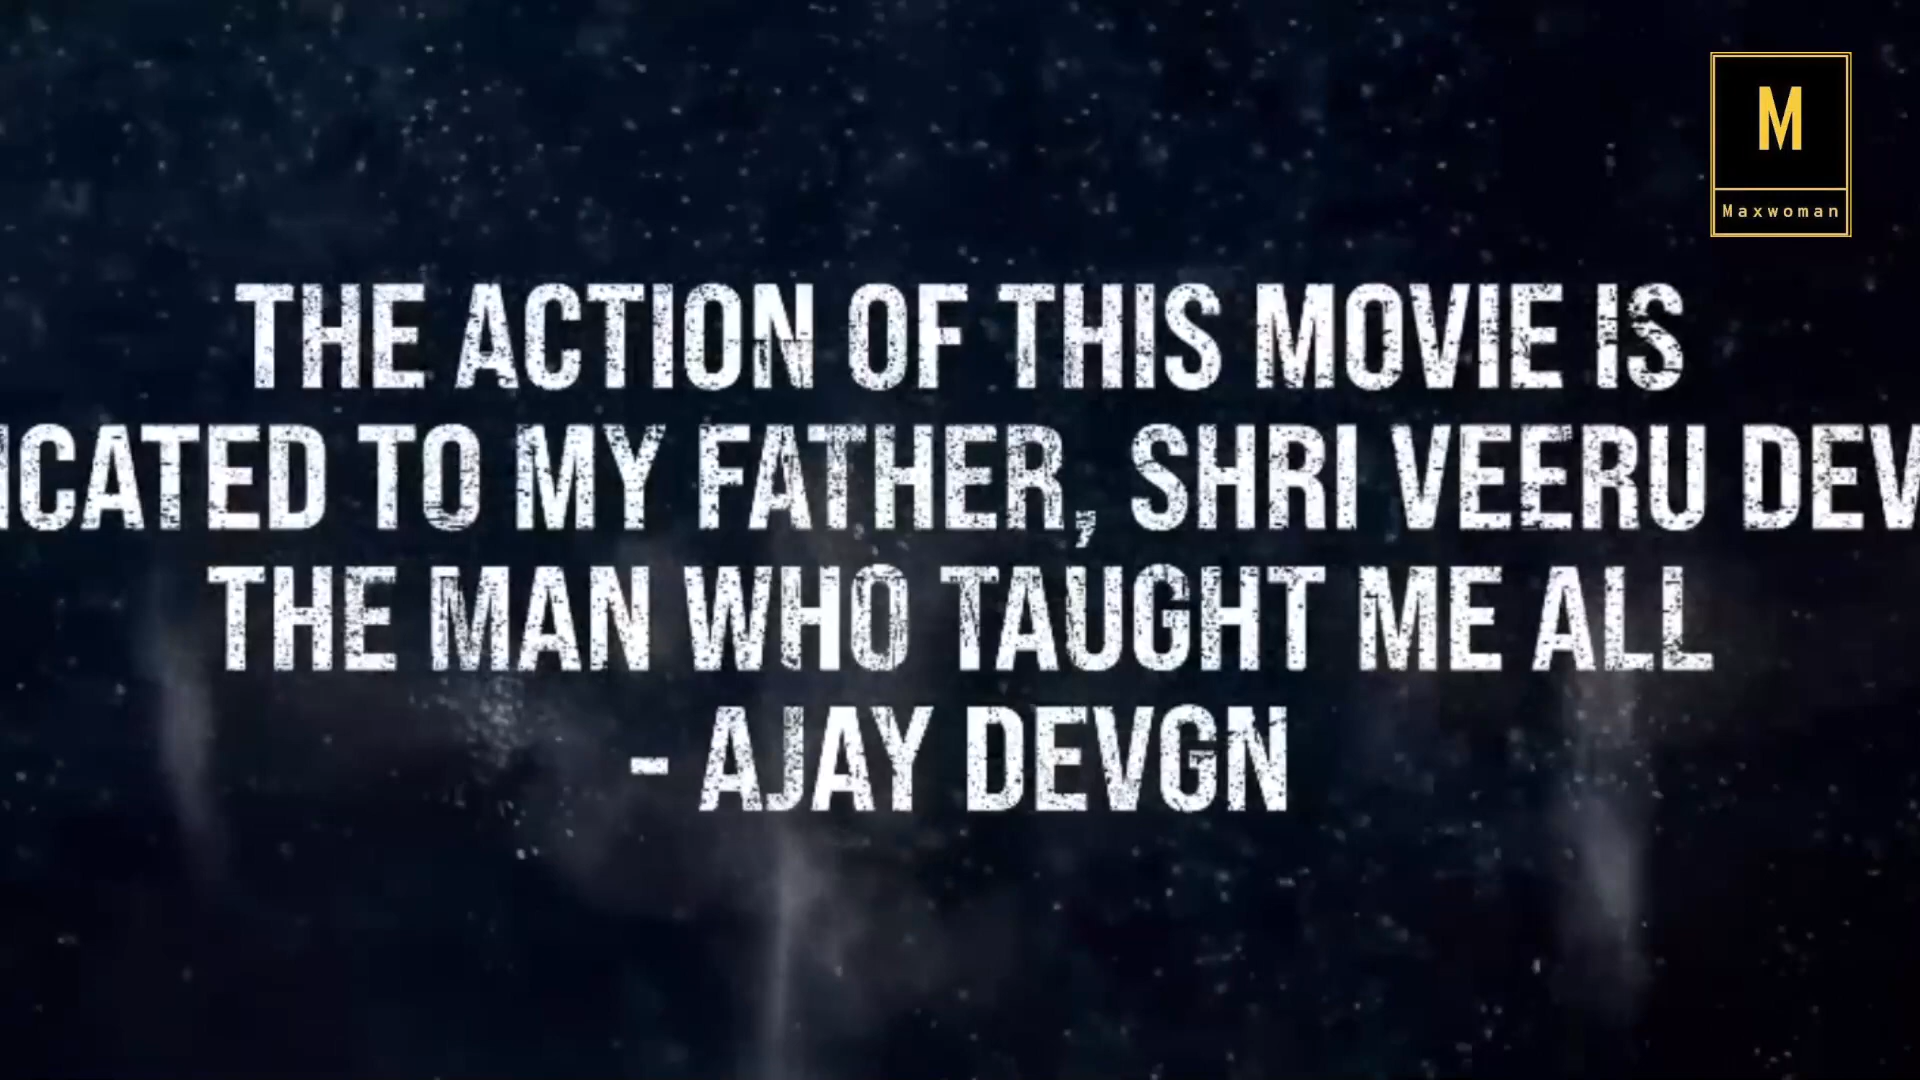 M
Maxwoman
THE ACTION OF THIS MOVIE IS
ICATED TO MY FATHER, SHRI VEERU DEV
THE MAN WHO TAUGHT ME ALL
- AJAY DEVGN